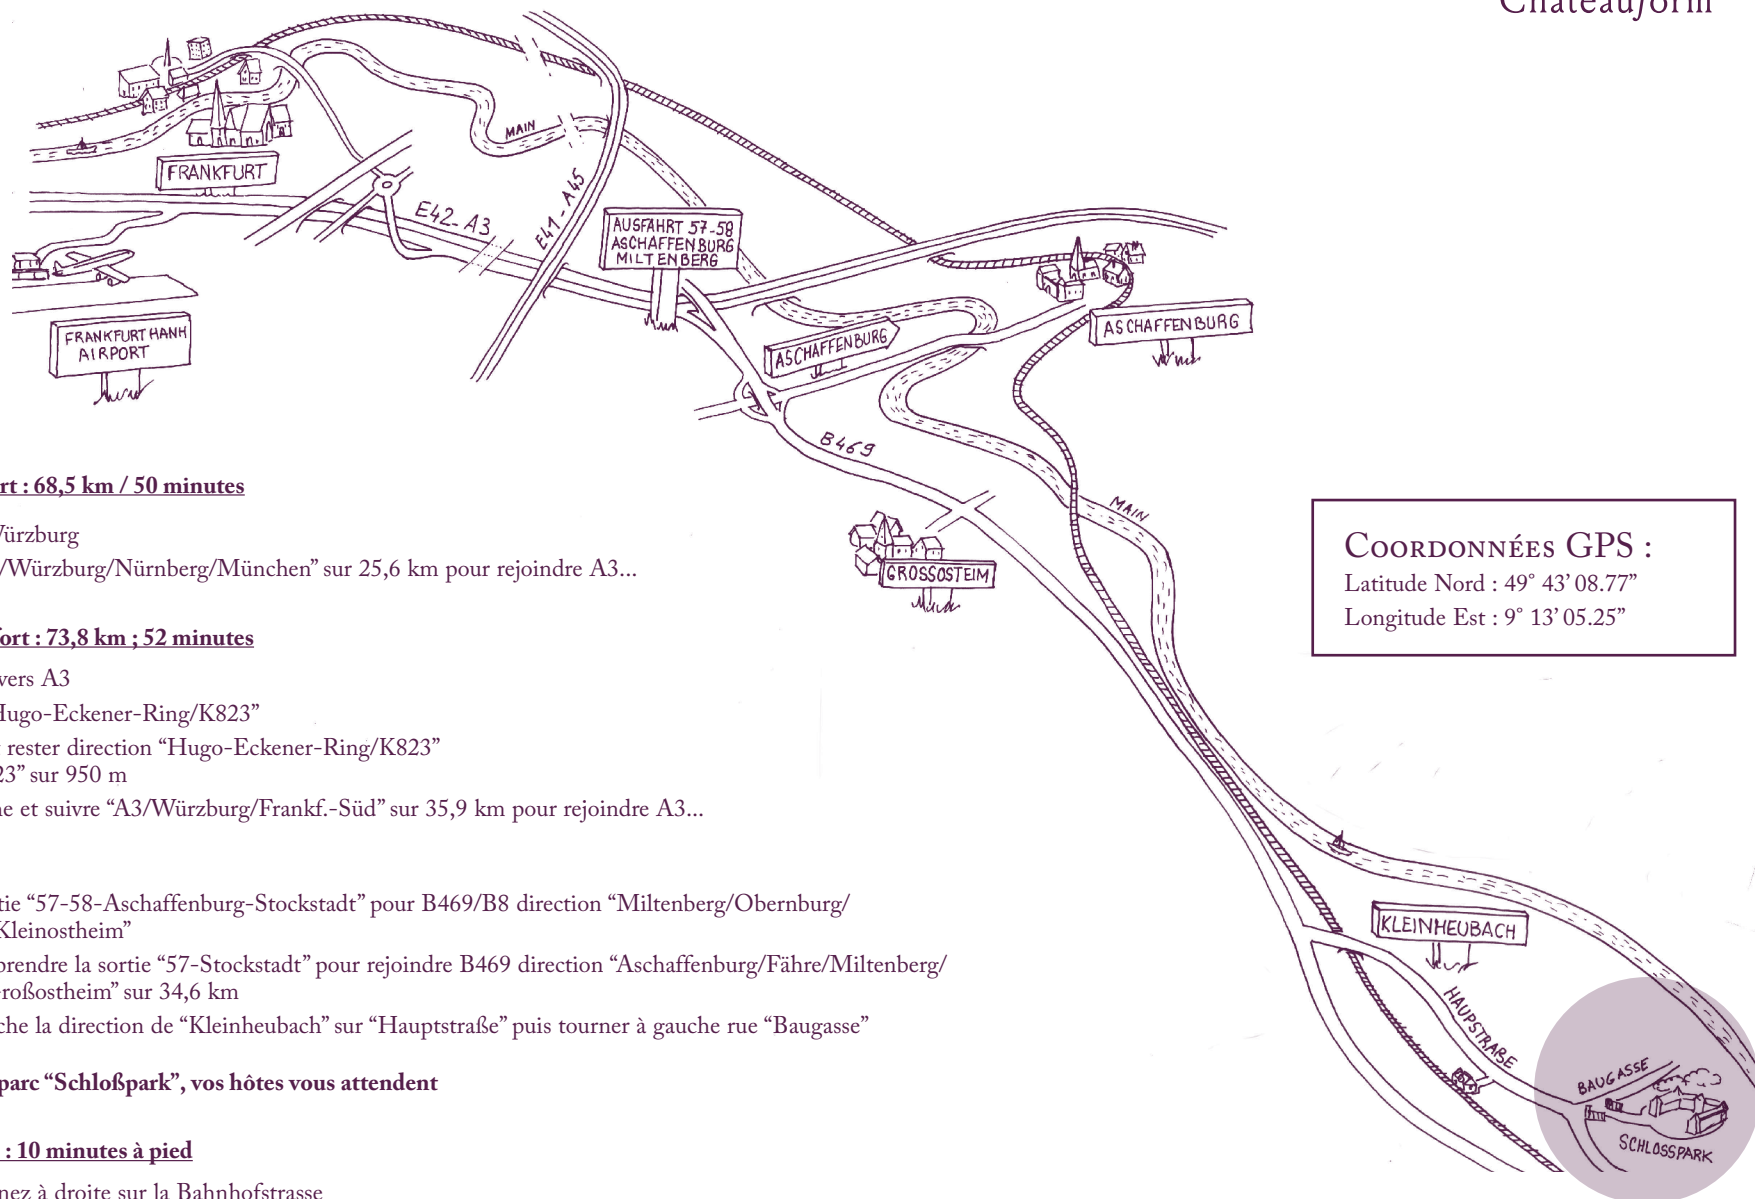 Châteauform
MAIN
FRANKFURT
E42-A3
E41-A45
AUSFAHRT 57-58
ASCHAFFENBURG
MILTENBERG
FRANKFURT HANH
AIRPORT
ASCHAFFENBURG
ASCHAFFENBURG
B469
MAIN
GROSSOSTEIM
rt : 68,5 km / 50 minutes
Würzburg
/Würzburg/Nürnberg/München” sur 25,6 km pour rejoindre A3...
fort : 73,8 km ; 52 minutes
vers A3
Hugo-Eckener-Ring/K823”
rester direction “Hugo-Eckener-Ring/K823”
23” sur 950 m
ne et suivre “A3/Würzburg/Frankf.-Süd” sur 35,9 km pour rejoindre A3...
tie “57-58-Aschaffenburg-Stockstadt” pour B469/B8 direction “Miltenberg/Obernburg/
Kleinostheim”
prendre la sortie “57-Stockstadt” pour rejoindre B469 direction “Aschaffenburg/Fähre/Miltenberg/
Großostheim” sur 34,6 km
che la direction de “Kleinheubach” sur “Hauptstraße” puis tourner à gauche rue “Baugasse”
parc “Schloßpark”, vos hôtes vous attendent
: 10 minutes à pied
nez à droite sur la Bahnhofstrasse
Coordonnées GPS :
Latitude Nord : 49° 43’ 08.77”
Longitude Est : 9° 13’ 05.25”
KLEINHEUBACH
HAUPSTRAßE
BAUGASSE
SCHLOSSPARK